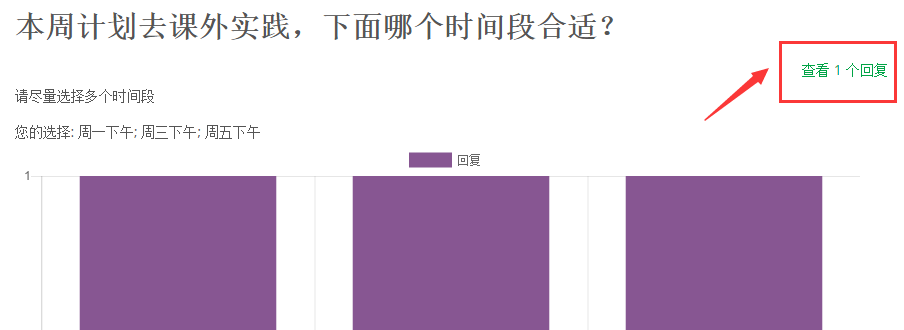 本周计划去课外实践，下面哪个时间段合适？
查看 1 个回复
请尽量选择多个时间段
您的选择: 周一下午; 周三下午; 周五下午
回复
1